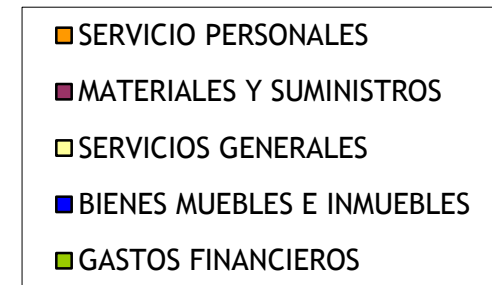 SERVICIO PERSONALES
MATERIALES Y SUMINISTROS
SERVICIOS GENERALES
BIENES MUEBLES E INMUEBLES
GASTOS FINANCIEROS